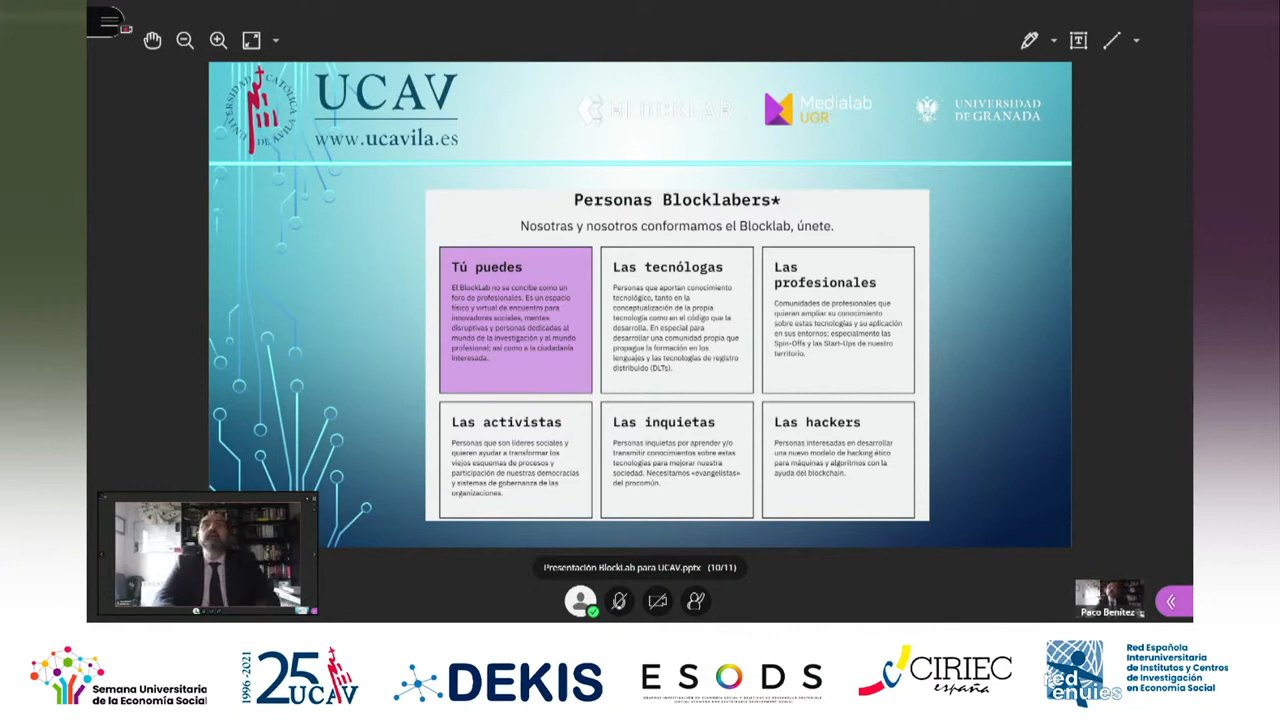 UNIVERSIDAD CATÓLICA DE ÁVILA
UCAV
www.ucavila.es
BLOCKLAB
Medialab
UGR
UNIVERSIDAD
DE GRANADA
Personas Blocklabers*
Nosotras y nosotros conformamos el Blocklab, únete.
Tú puedes
El BlockLab no se concibe como un
foro de profesionales. Es un espacio
físico y virtual de encuentro para
innovadores sociales, mentes
disruptivas y personas dedicadas al
mundo de la investigación y al mundo
profesional; así como a la ciudadanía
interesada.
Las tecnólogas
Personas que aportan conocimiento
tecnológico, tanto en la
conceptualización de la propia
tecnología como en el código que la
desarrolla. En especial para
desarrollar una comunidad propia que
propague la formación en los
lenguajes y las tecnologías de registro
distribuido (DLTs).
Las
profesionales
Comunidades de profesionales que
quieren ampliar su conocimiento
sobre estas tecnologías y su aplicación
en sus entornos; especialmente las
Spin-Offs y las Start-Ups de nuestro
territorio.
Las activistas
Personas que son líderes sociales y
quieren ayudar a transformar los
viejos esquemas de procesos y
participación de nuestras democracias
y sistemas de gobernanza de las
organizaciones.
Las inquietas
Personas inquietas por aprender y/o
transmitir conocimientos sobre estas
tecnologías para mejorar nuestra
sociedad. Necesitamos «evangelistas»
del procomún.
Las hackers
Personas interesadas en desarrollar
una nuevo modelo de hacking ético
para máquinas y algoritmos con la
ayuda del blockchain.
Presentación BlockLab para UCAV.pptx (10/11)
Paco Benítez
Semana Universitaria
de la Economía Social
1996-2021
25
UCAV
DEKIS
ESODS
CIRIEC
españa
red
enuies
Red Española
Interuniversitaria
de Institutos y Centros
de Investigación
en Economía Social